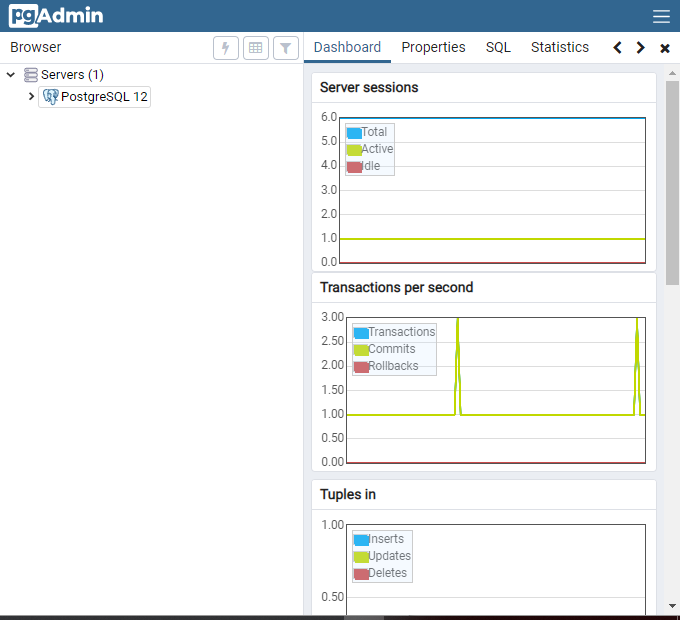 pgAdmin
Browser
Dashboard Properties SQL Statistics
Servers (1)
PostgreSQL 12
Server sessions
6.0
5.0
4.0
3.0
2.0
1.0
0.0
Total
Active
Idle
Transactions per second
3.00
2.50
2.00
1.50
1.00
0.50
0.00
Transactions
Commits
Rollbacks
Tuples in
1.00
0.50
Inserts
Updates
Deletes